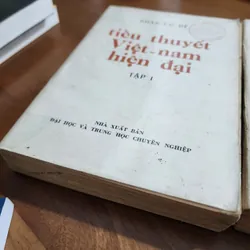 tiểu thuyết
Việt-nam
hiện đại
TẬP I
NHÀ XUẤT BẢN
ĐẠI HỌC VÀ TRUNG HỌC CHUYÊN NGHIỆP